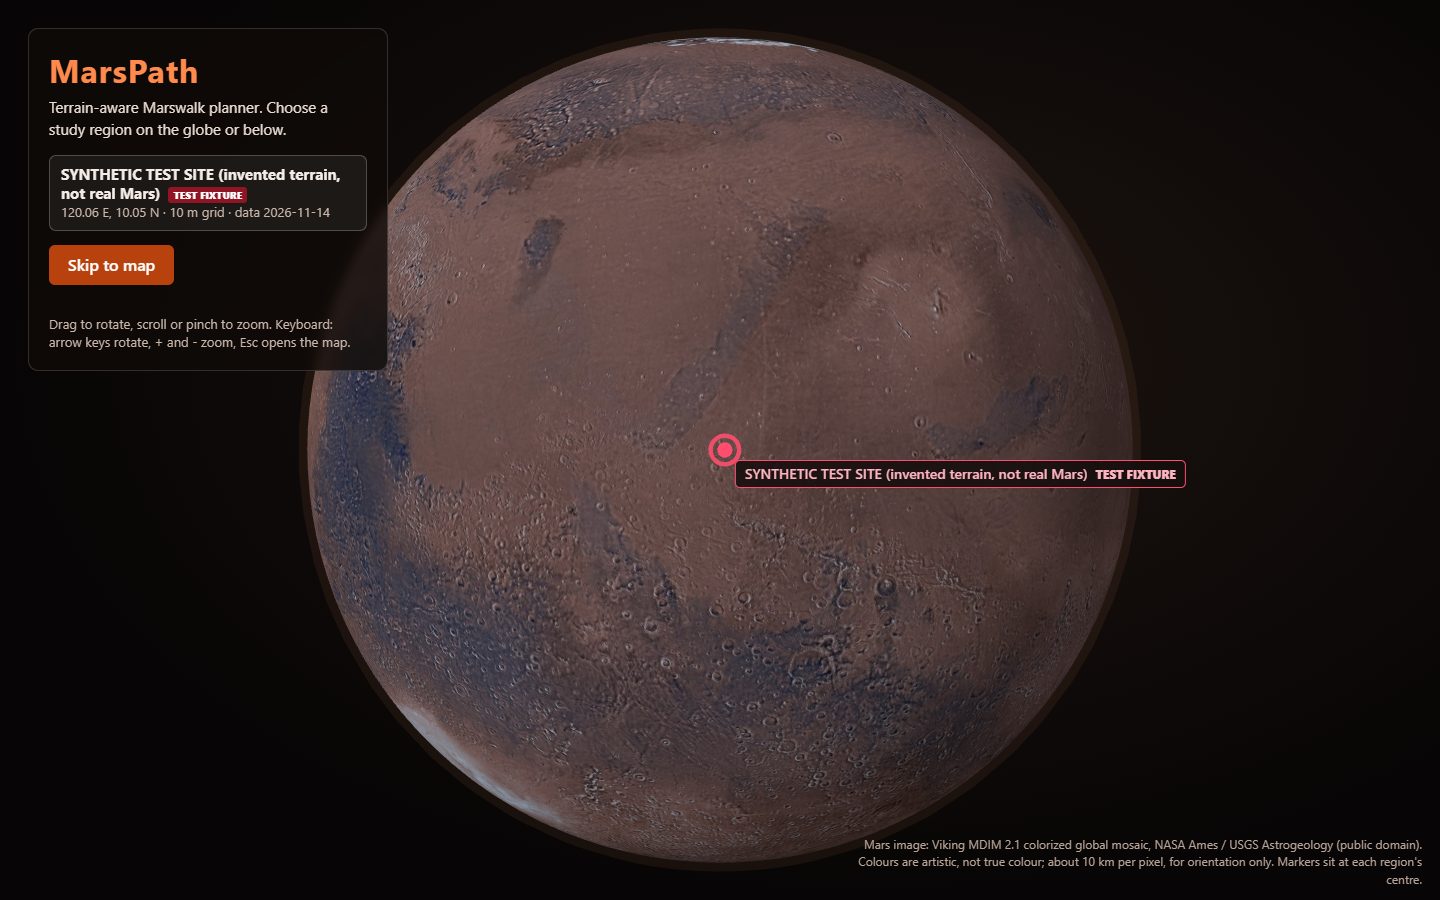 MarsPath
Terrain-aware Marswalk planner. Choose a
study region on the globe or below.
SYNTHETIC TEST SITE (invented terrain,
not real Mars) TEST FIXTURE
120.06 E, 10.05 N · 10 m grid · data 2026-11-14
Skip to map
Drag to rotate, scroll or pinch to zoom. Keyboard:
arrow keys rotate, + and - zoom, Esc opens the map.
SYNTHETIC TEST SITE (invented terrain, not real Mars) TEST FIXTURE
Mars image: Viking MDIM 2.1 colorized global mosaic, NASA Ames / USGS Astrogeology (public domain).
Colours are artistic, not true colour; about 10 km per pixel, for orientation only. Markers sit at each region's
centre.